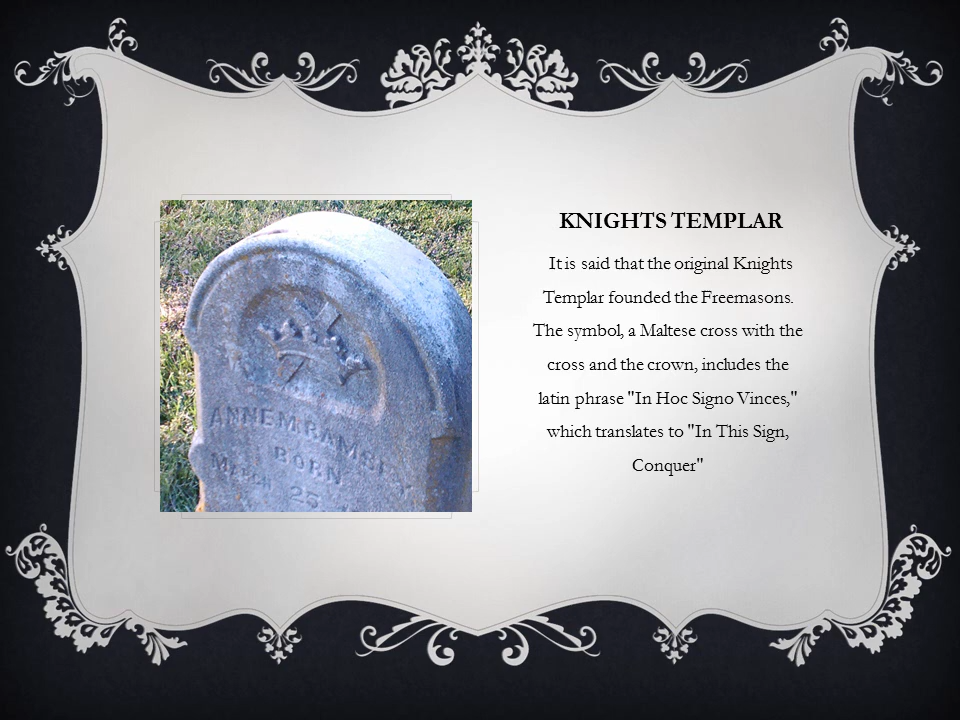 KNIGHTS TEMPLAR
It is said that the original Knights
Templar founded the Freemasons.
The symbol, a Maltese cross with the
cross and the crown, includes the
latin phrase "In Hoc Signo Vinces,"
which translates to "In This Sign,
Conquer"
BORN
MARCH 25